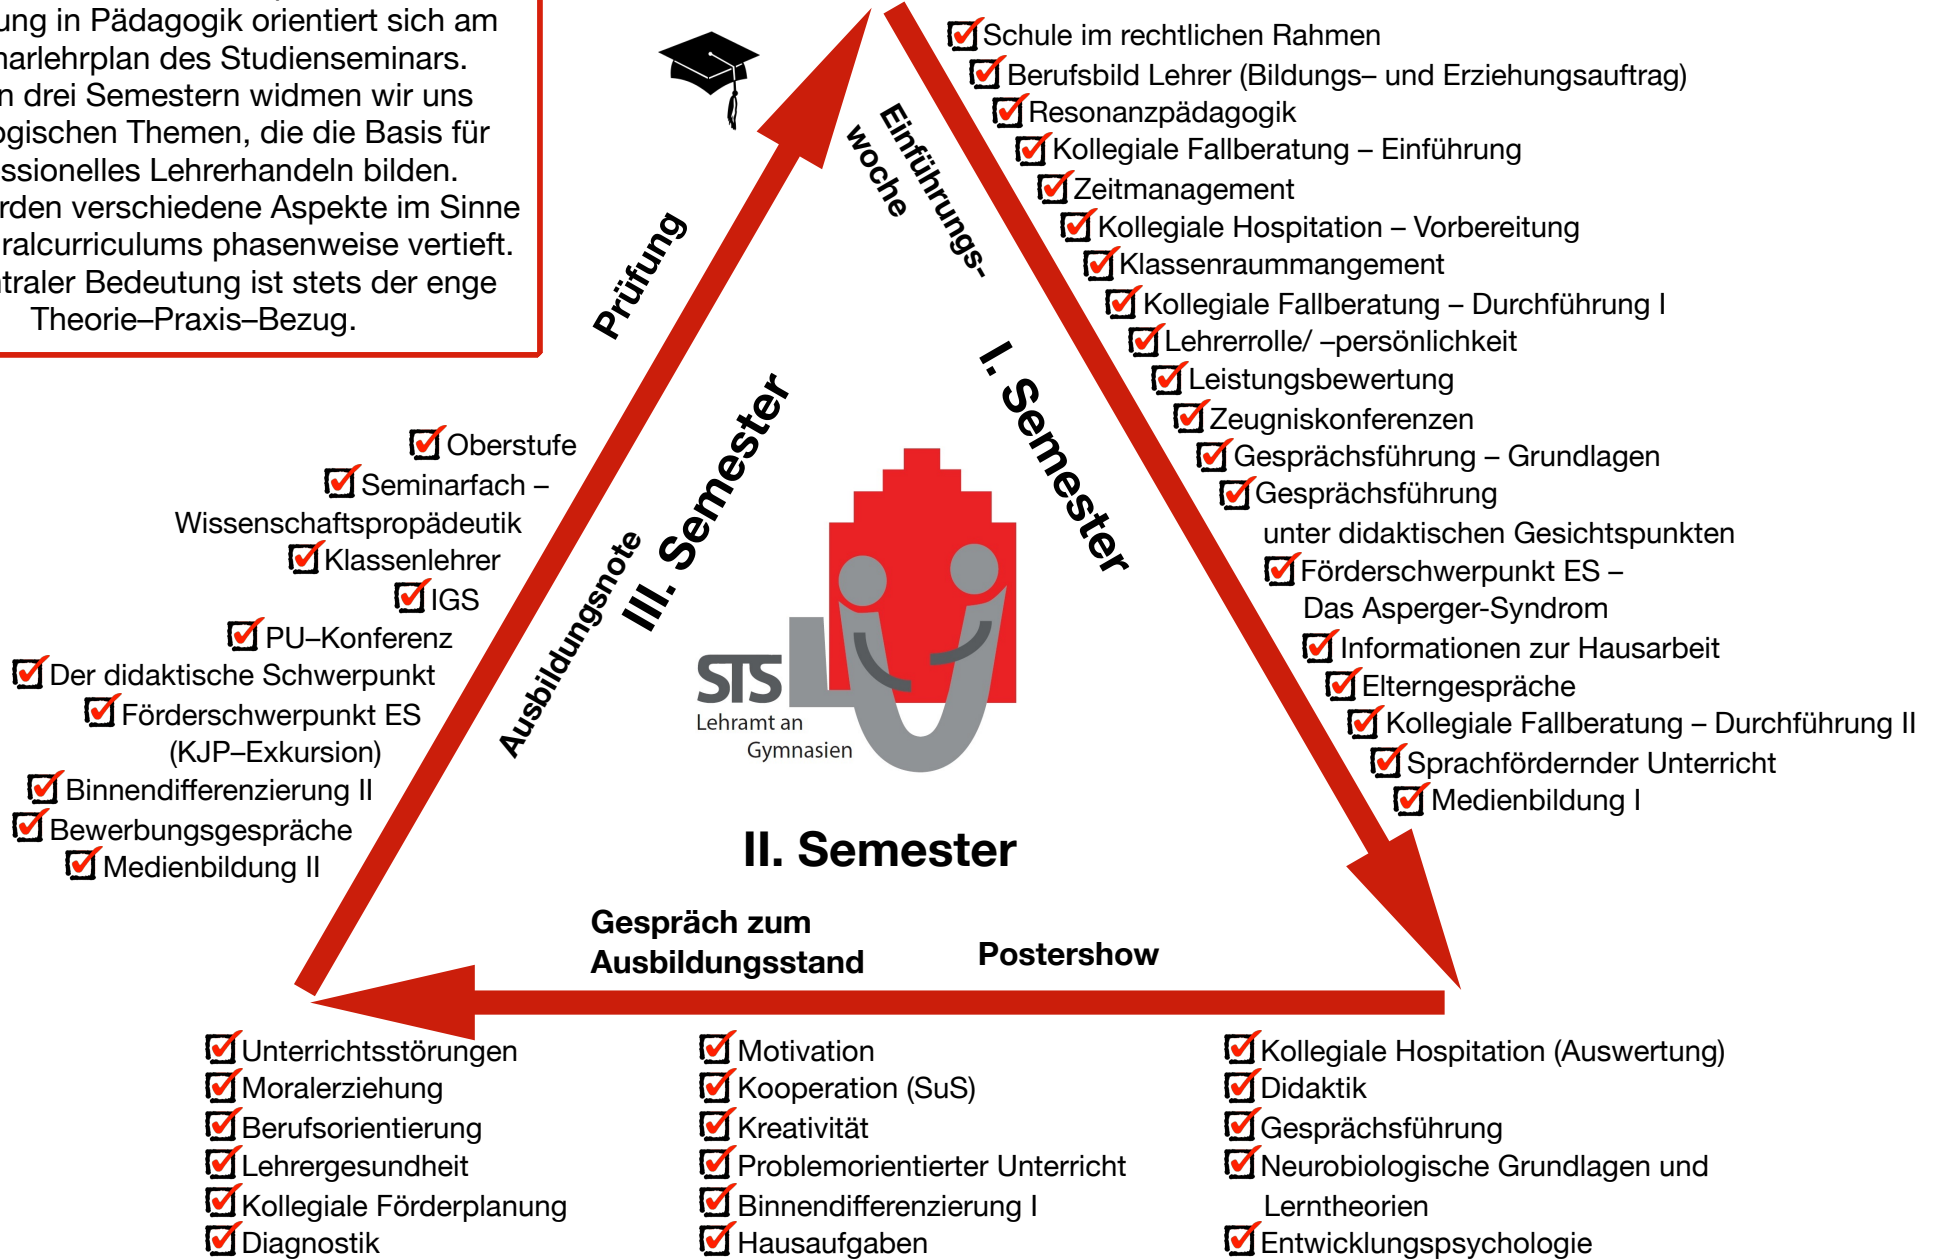 ung in Pädagogik orientiert sich am
narlehrplan des Studienseminars.
n drei Semestern widmen wir uns
ogischen Themen, die die Basis für
ssionelles Lehrerhandeln bilden.
rden verschiedene Aspekte im Sinne
ralcurriculums phasenweise vertieft.
ntraler Bedeutung ist stets der enge
Theorie–Praxis–Bezug.
Einführungs-
woche
I. Semester
Schule im rechtlichen Rahmen
Berufsbild Lehrer (Bildungs– und Erziehungsauftrag)
Resonanzpädagogik
Kollegiale Fallberatung – Einführung
Zeitmanagement
Kollegiale Hospitation – Vorbereitung
Klassenraummangement
Kollegiale Fallberatung – Durchführung I
Lehrerrolle/ –persönlichkeit
Leistungsbewertung
Zeugniskonferenzen
Gesprächsführung – Grundlagen
Gesprächsführung
unter didaktischen Gesichtspunkten
Förderschwerpunkt ES –
Das Asperger-Syndrom
Informationen zur Hausarbeit
Elterngespräche
Kollegiale Fallberatung – Durchführung II
Sprachfördernder Unterricht
Medienbildung I
STS
Lehramt an
Gymnasien
II. Semester
Gespräch zum
Ausbildungsstand
Postershow
Kollegiale Hospitation (Auswertung)
Didaktik
Gesprächsführung
Neurobiologische Grundlagen und
Lerntheorien
Entwicklungspsychologie
Motivation
Kooperation (SuS)
Kreativität
Problemorientierter Unterricht
Binnendifferenzierung I
Hausaufgaben
Unterrichtsstörungen
Moralerziehung
Berufsorientierung
Lehrergesundheit
Kollegiale Förderplanung
Diagnostik
III. Semester
Ausbildungsnote
Prüfung
Oberstufe
Seminarfach –
Wissenschaftspropädeutik
Klassenlehrer
IGS
PU–Konferenz
Der didaktische Schwerpunkt
Förderschwerpunkt ES
(KJP–Exkursion)
Binnendifferenzierung II
Bewerbungsgespräche
Medienbildung II